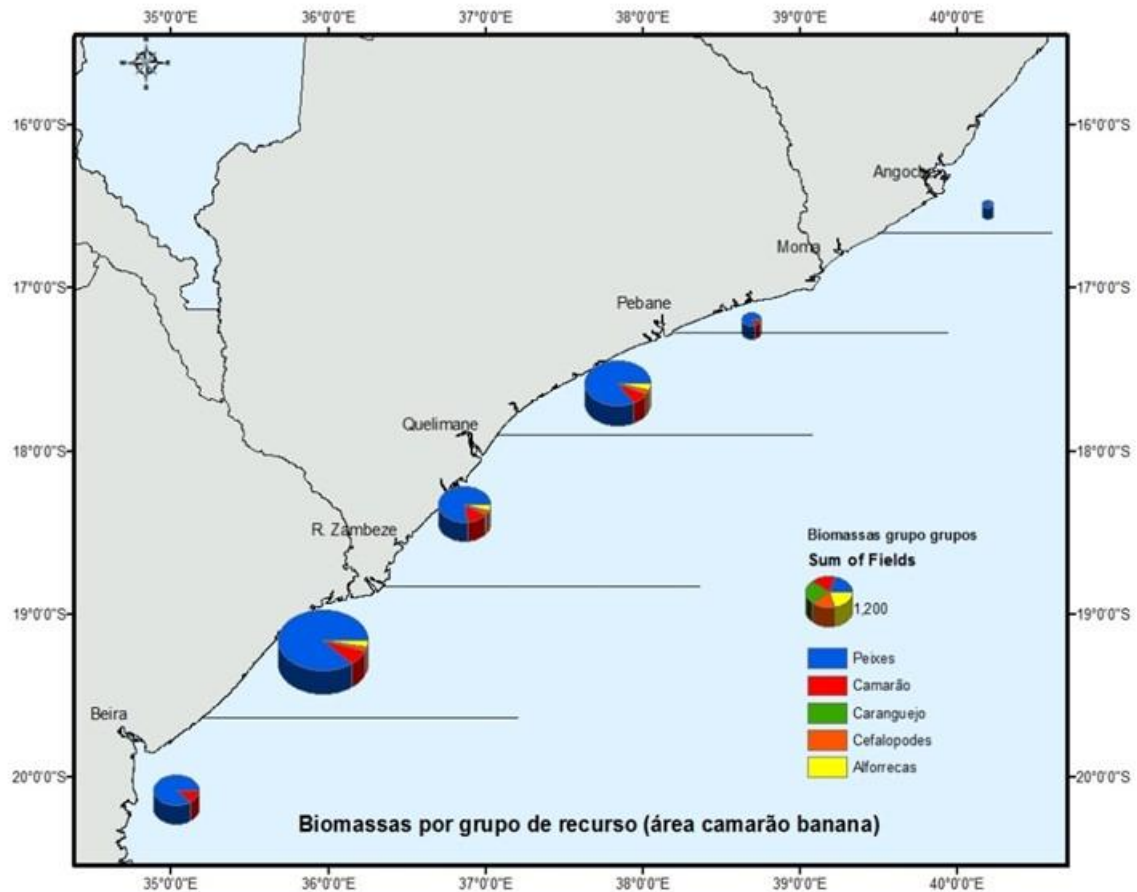 35°0'0"E 36°0'0"E 37°0'0"E 38°0'0"E 39°0'0"E 40°0'0"E
16°0'0"S 16°0'0"S
Angoche
Moma
17°0'0"S 17°0'0"S
Pebane
Quelimane
18°0'0"S 18°0'0"S
R. Zambeze
Biomassas grupo grupos
Sum of Fields
1,200
19°0'0"S 19°0'0"S
Peixes
Camarão
Caranguejo
Cefalopodes
Alforrecas
Beira
20°0'0"S 20°0'0"S
Biomassas por grupo de recurso (área camarão banana)
35°0'0"E 36°0'0"E 37°0'0"E 38°0'0"E 39°0'0"E 40°0'0"E